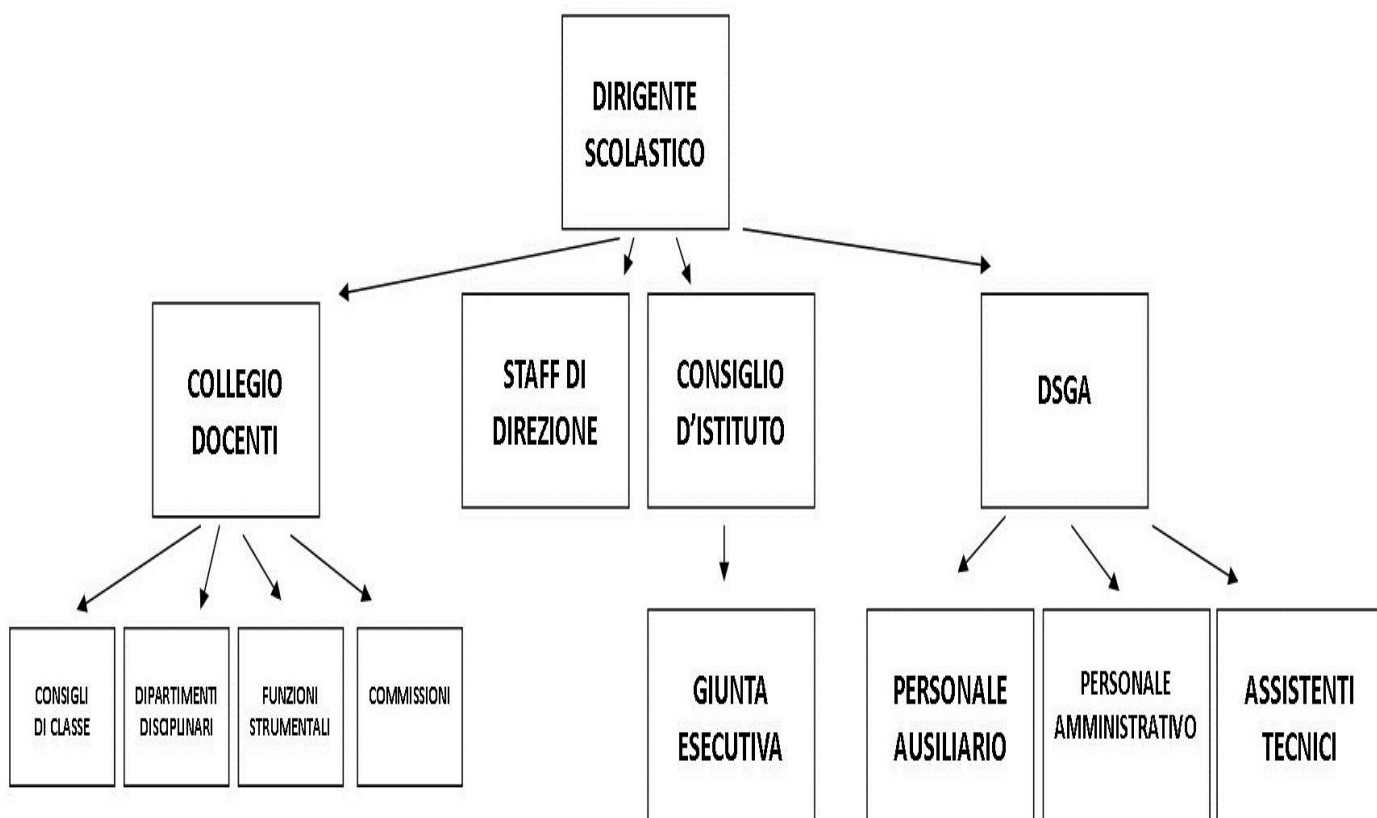 DIRIGENTE
SCOLASTICO
COLLEGIO
DOCENTI
STAFF DI
DIREZIONE
CONSIGLIO
D'ISTITUTO
DSGA
CONSIGLI
DI CLASSE
DIPARTIMENTI
DISCIPLINARI
FUNZIONI
STRUMENTALI
COMMISSIONI
GIUNTA
ESECUTIVA
PERSONALE
AUSILIARIO
PERSONALE
AMMINISTRATIVO
ASSISTENTI
TECNICI